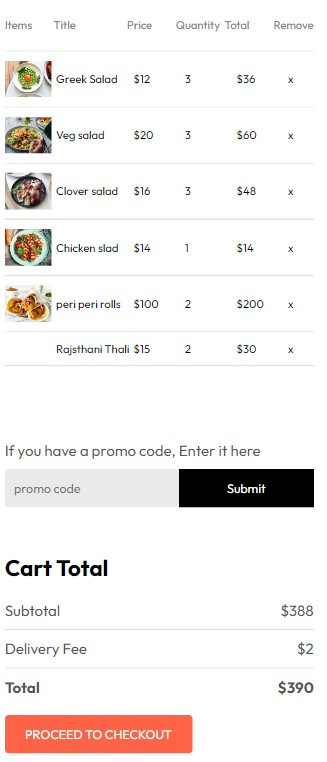 Items Title Price Quantity Total Remove
Greek Salad $12 3 $36 x
Veg salad $20 3 $60 x
Clover salad $16 3 $48 x
Chicken slad $14 1 $14 x
peri peri rolls $100 2 $200 x
Rajsthani Thali $15 2 $30 x
If you have a promo code, Enter it here
promo code Submit
Cart Total
Subtotal $388
Delivery Fee $2
Total $390
PROCEED TO CHECKOUT